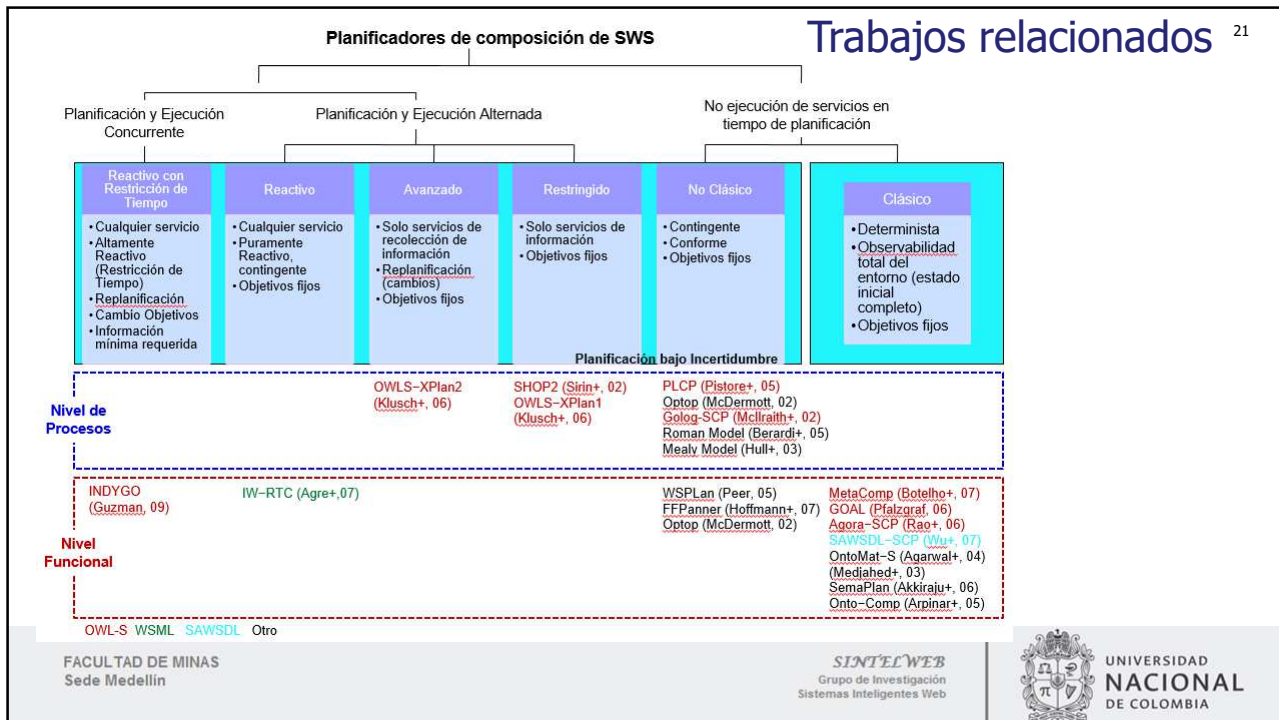 Trabajos relacionados
21
Planificadores de composición de SWS
Planificación y Ejecución
Concurrente
Planificación y Ejecución Alternada
No ejecución de servicios en
tiempo de planificación
Reactivo con
Restricción de
Tiempo
•Cualquier servicio
•Altamente
Reactivo
(Restricción de
Tiempo)
•Replanificación
•Cambio Objetivos
•Información
mínima requerida
Reactivo
•Cualquier servicio
•Puramente
Reactivo,
contingente
•Objetivos fijos
Avanzado
•Solo servicios de
recolección de
información
•Replanificación
(cambios)
•Objetivos fijos
Restringido
•Solo servicios de
información
•Objetivos fijos
No Clásico
•Contingente
•Conforme
•Objetivos fijos
Clásico
•Determinista
•Observabilidad
total del
entorno (estado
inicial
completo)
•Objetivos fijos
Planificación bajo Incertidumbre
Nivel de
Procesos
OWLS-XPlan2
(Klusch+, 06)
SHOP2 (Sirin+, 02)
OWLS-XPlan1
(Klusch+, 06)
PLCP (Pistore+, 05)
Optop (McDermott, 02)
Golog-SCP (McIlraith+, 02)
Roman Model (Berardi+, 05)
Mealy Model (Hull+, 03)
Nivel
Funcional
INDYGO
(Guzman, 09)
IW-RTC (Agre+,07)
WSPLan (Peer, 05)
FFPanner (Hoffmann+, 07)
Optop (McDermott, 02)
MetaComp (Botelho+, 07)
GOAL (Pfalzgraf, 06)
Agora-SCP (Rao+, 06)
SAWSDL-SCP (Wu+, 07)
OntoMat-S (Agarwal+, 04)
(Medjahed+, 03)
SemaPlan (Akkiraju+, 06)
Onto-Comp (Arpinar+, 05)
OWL-S WSML SAWSDL Otro
FACULTAD DE MINAS
Sede Medellín
SINTELWEB
Grupo de Investigación
Sistemas Inteligentes Web
UNIVERSIDAD
NACIONAL
DE COLOMBIA